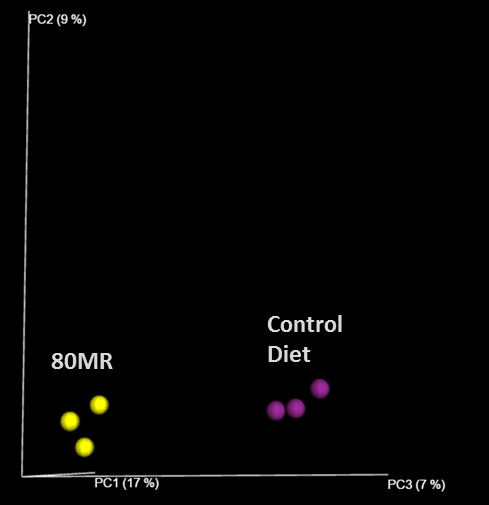 PC2 (9 %)
Control
Diet
80MR
PC1 (17 %)
PC3 (7 %)